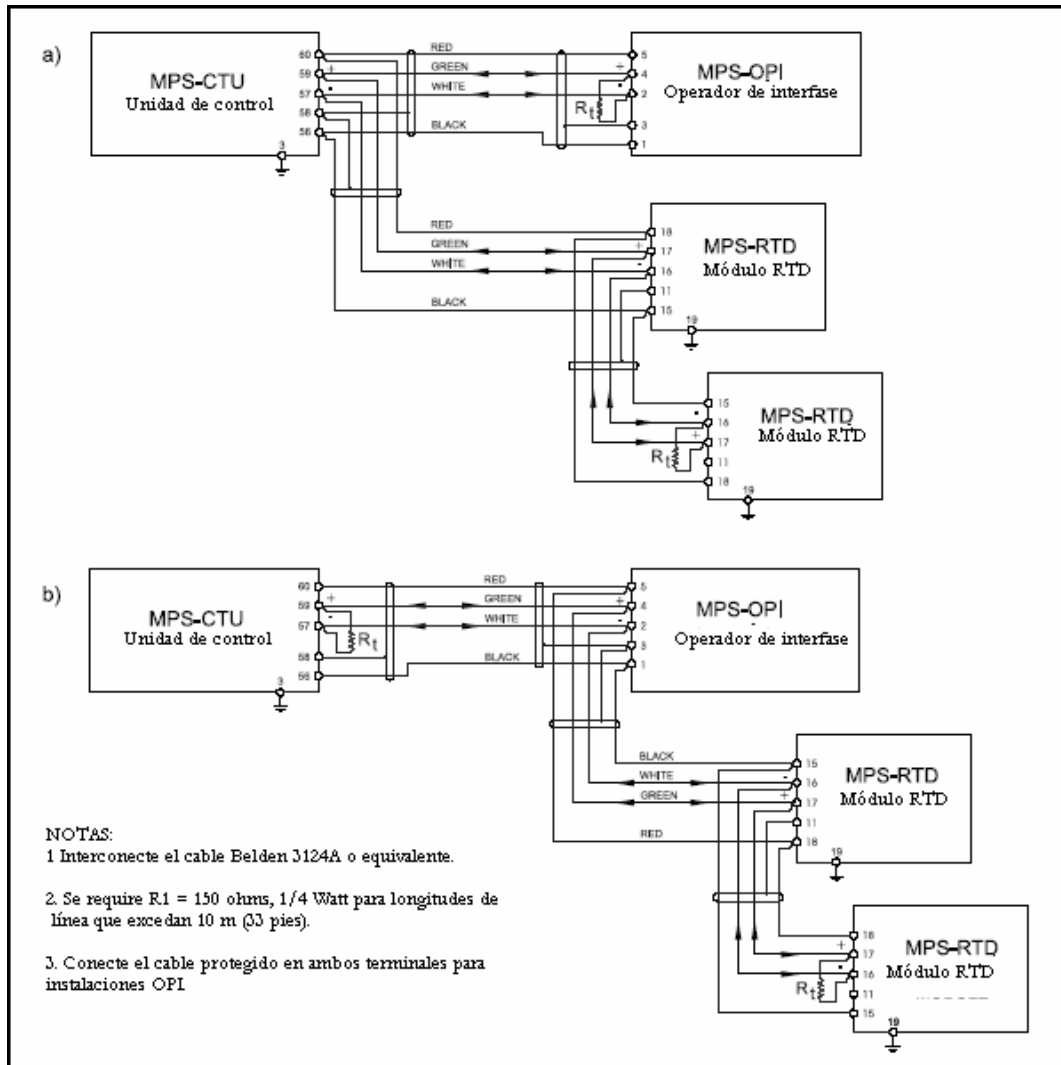 a)
MPS-CTU
Unidad de control
60
59
57
58
56
3
+
-
RED
GREEN
WHITE
BLACK
5
4
2
3
1
+
-
Rt
MPS-OPI
Operador de interfase
RED
GREEN
WHITE
BLACK
18
17
16
11
15
19
+
-
MPS-RTD
Módulo RTD
15
16
17
11
18
19
-
+
Rt
MPS-RTD
Módulo RTD
b)
MPS-CTU
Unidad de control
60
59
57
58
56
3
+
-
Rt
RED
GREEN
WHITE
BLACK
5
4
2
3
1
+
-
MPS-OPI
Operador de interfase
BLACK
WHITE
GREEN
RED
15
16
17
11
18
19
-
+
MPS-RTD
Módulo RTD
18
17
16
11
15
19
+
-
Rt
MPS-RTD
Módulo RTD
NOTAS:
1 Interconecte el cable Belden 3124A o equivalente.
2. Se require R1 = 150 ohms, 1/4 Watt para longitudes de
línea que excedan 10 m (33 pies).
3. Conecte el cable protegido en ambos terminales para
instalaciones OPI